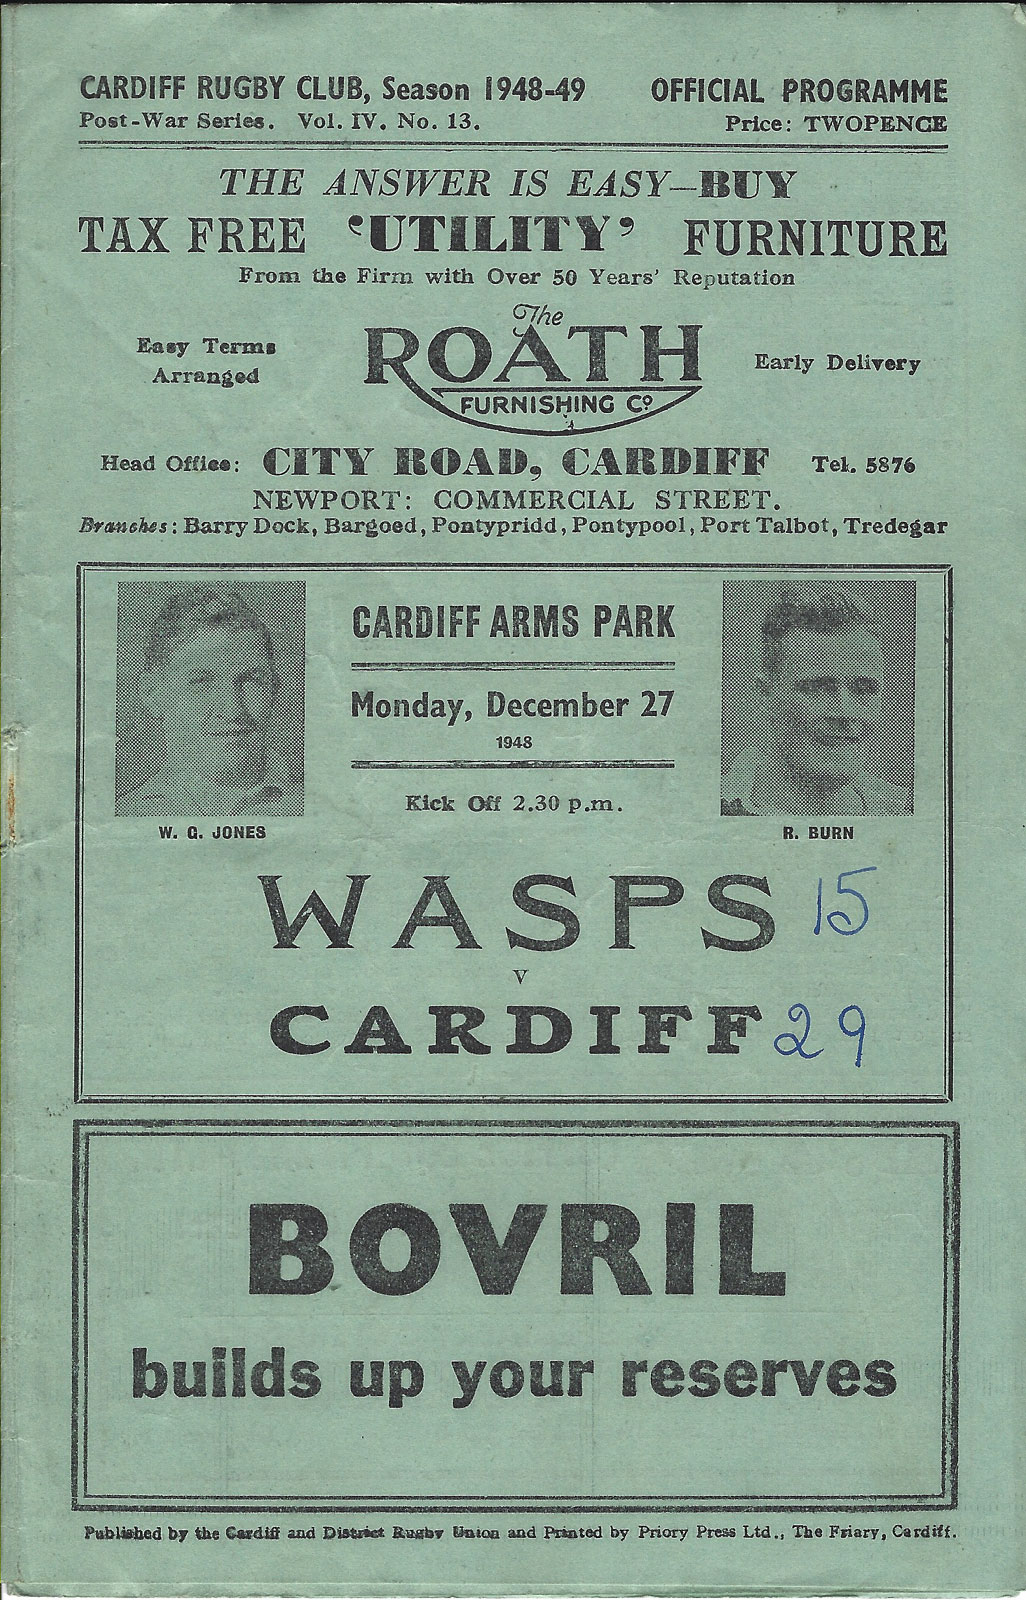 CARDIFF RUGBY CLUB, Season 1948-49 OFFICIAL PROGRAMME
Post-War Series. Vol. IV. No. 13. Price: TWOPENCE
THE ANSWER IS EASY—BUY
TAX FREE 'UTILITY' FURNITURE
From the Firm with Over 50 Years' Reputation
Easy Terms Arranged
The
ROATH
FURNISHING Co.
Early Delivery
Head Office: CITY ROAD, CARDIFF Tel. 5876
NEWPORT: COMMERCIAL STREET.
Branches: Barry Dock, Bargoed, Pontypridd, Pontypool, Port Talbot, Tredegar
CARDIFF ARMS PARK
Monday, December 27
1948
Kick Off 2.30 p.m.
W. G. JONES
R. BURN
WASPS 15
v
CARDIFF 29
BOVRIL
builds up your reserves
Published by the Cardiff and District Rugby Union and Printed by Priory Press Ltd., The Friary, Cardiff.